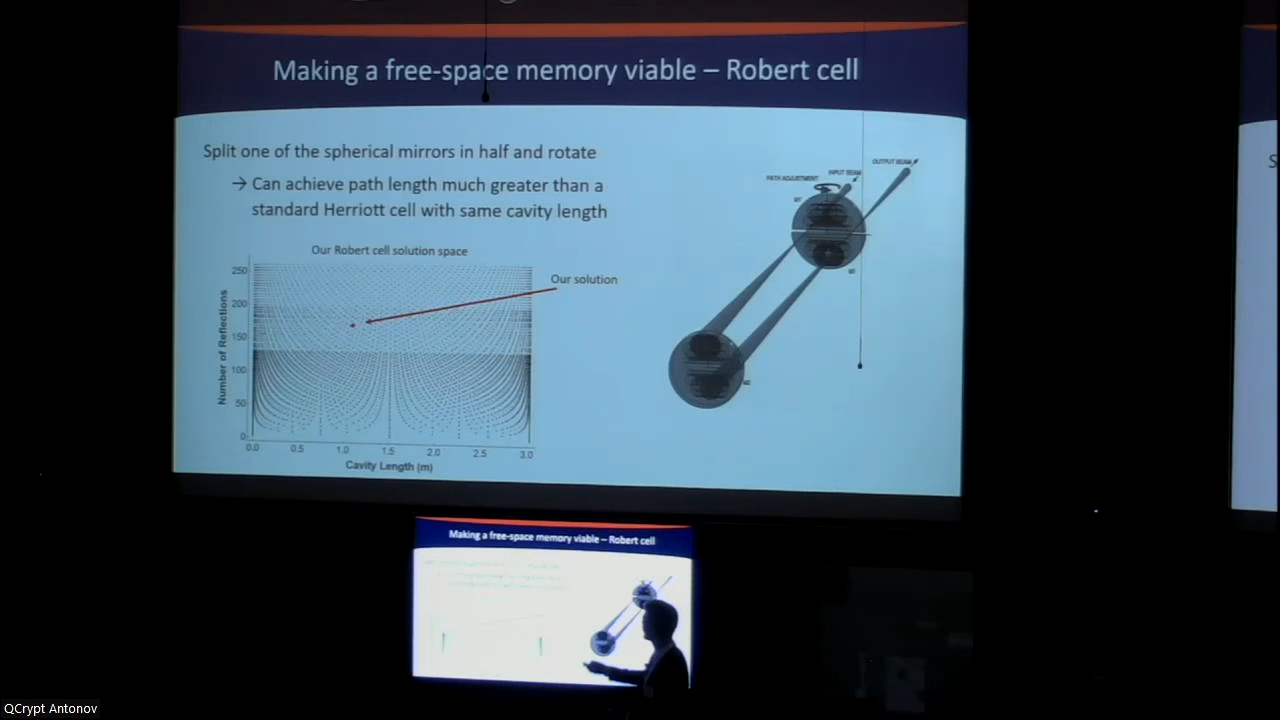 Making a free-space memory viable – Robert cell
Split one of the spherical mirrors in half and rotate
→ Can achieve path length much greater than a
standard Herriott cell with same cavity length
Our Robert cell solution space
Our solution
Number of Reflections
250
200
150
100
50
0
0.0 0.5 1.0 1.5 2.0 2.5 3.0
Cavity Length (m)
OUTPUT BEAM
INPUT BEAM
PATH ADJUSTMENT
Making a free-space memory viable – Robert cell
S
QCrypt Antonov